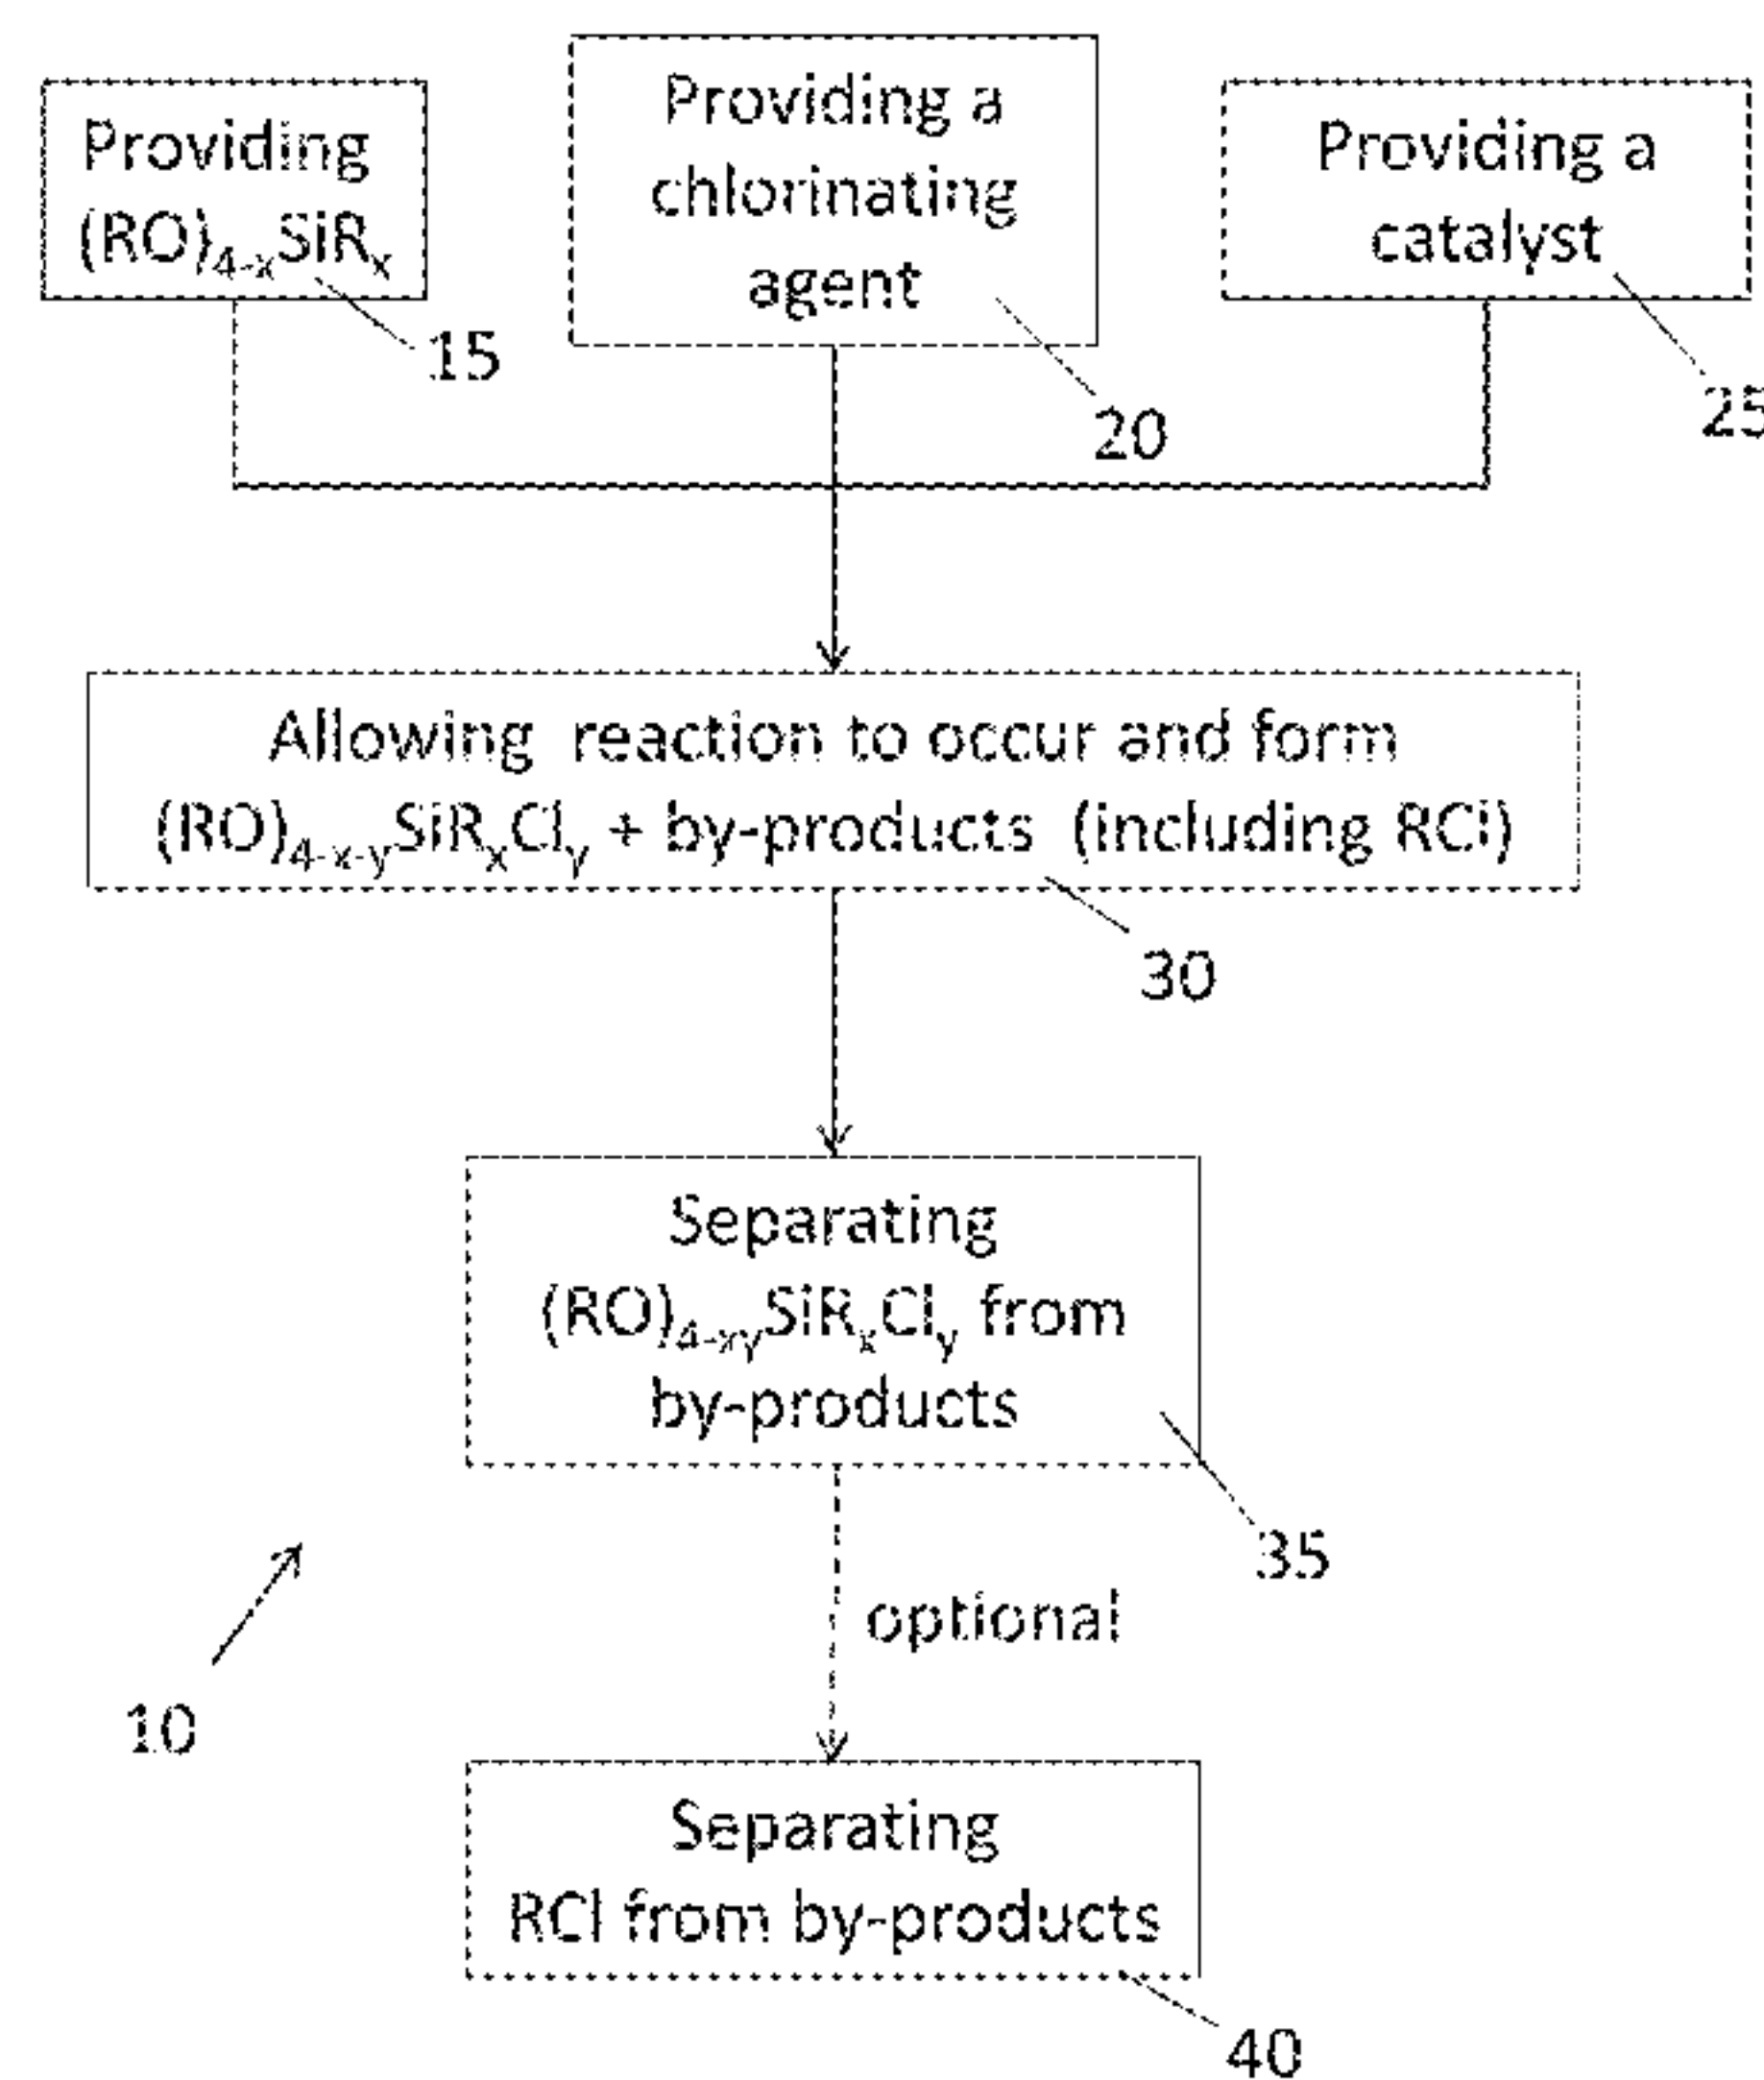 Providing
(RO)4-xSiRx
15
Providing a
chlorinating
agent
20
Providing a
catalyst
25
Allowing reaction to occur and form
(RO)4-x-ySiRxCly + by-products (including RCl)
30
Separating
(RO)4-xySiRxCly from
by-products
35
optional
10
Separating
RCl from by-products
40